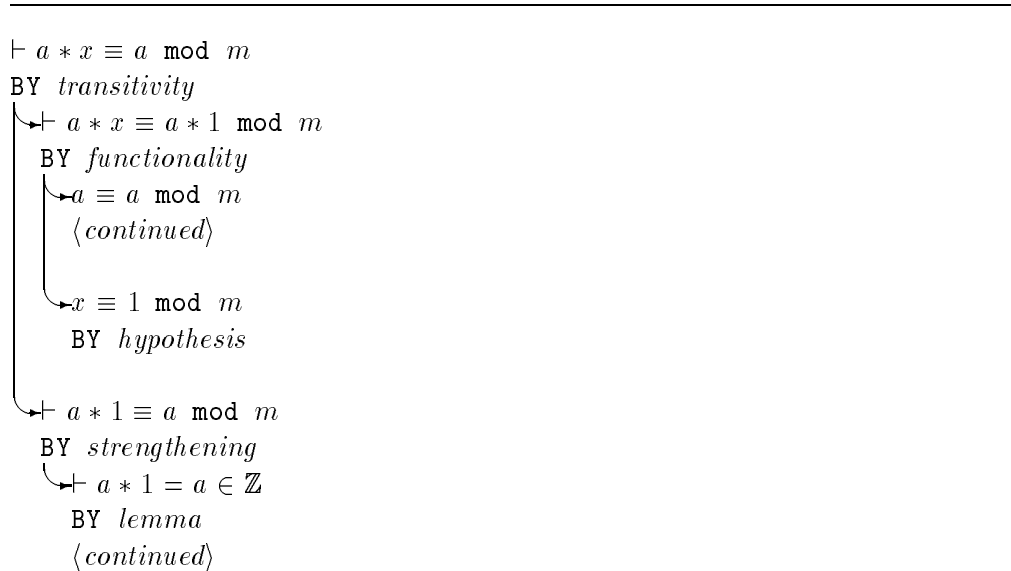 ⊢ a ∗ x ≡ a mod m
BY transitivity
⊢ a ∗ x ≡ a ∗ 1 mod m
BY functionality
a ≡ a mod m
⟨continued⟩
x ≡ 1 mod m
BY hypothesis
⊢ a ∗ 1 ≡ a mod m
BY strengthening
⊢ a ∗ 1 = a ∈ ℤ
BY lemma
⟨continued⟩